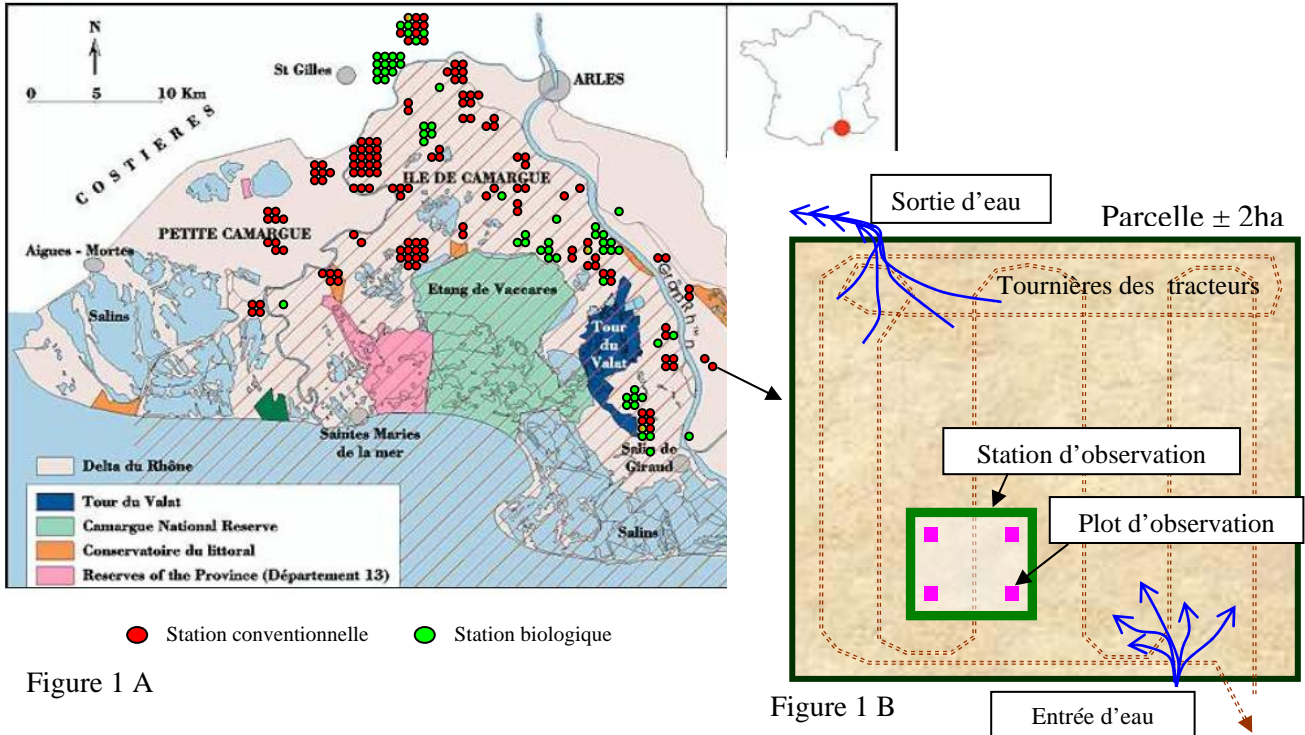 N
St Gilles
ARLES
0 5 10 Km
COSTIERES
ILE DE CAMARGUE
PETITE CAMARGUE
Aigues - Mortes
Etang de Vaccares
Grand Rhône
Salins
Tour
du
Valat
Saintes Maries
de la mer
Salin de
Giraud
Salins
Delta du Rhône
Tour du Valat
Camargue National Reserve
Conservatoire du littoral
Reserves of the Province (Département 13)
Station conventionnelle
Station biologique
Figure 1 A
Sortie d'eau
Parcelle ± 2ha
Tournières des tracteurs
Station d'observation
Plot d'observation
Entrée d'eau
Figure 1 B